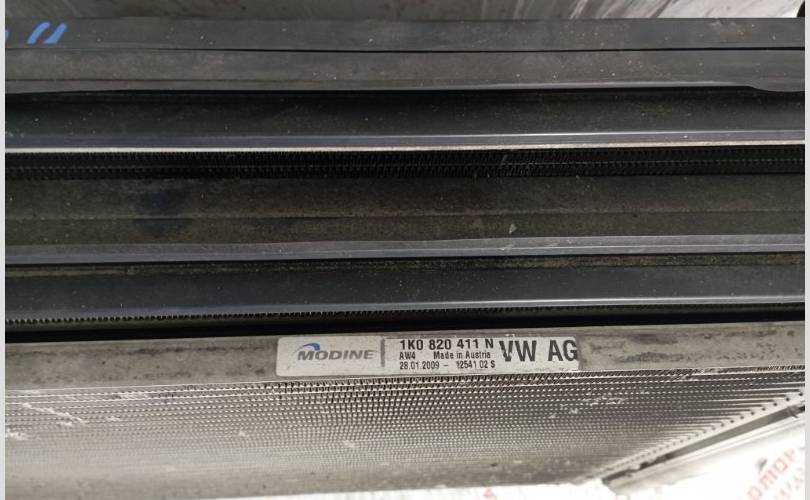 MODINE
1K0 820 411 N
AW4 Made in Austria
28.01.2009 - 12541 02 S
VW AG